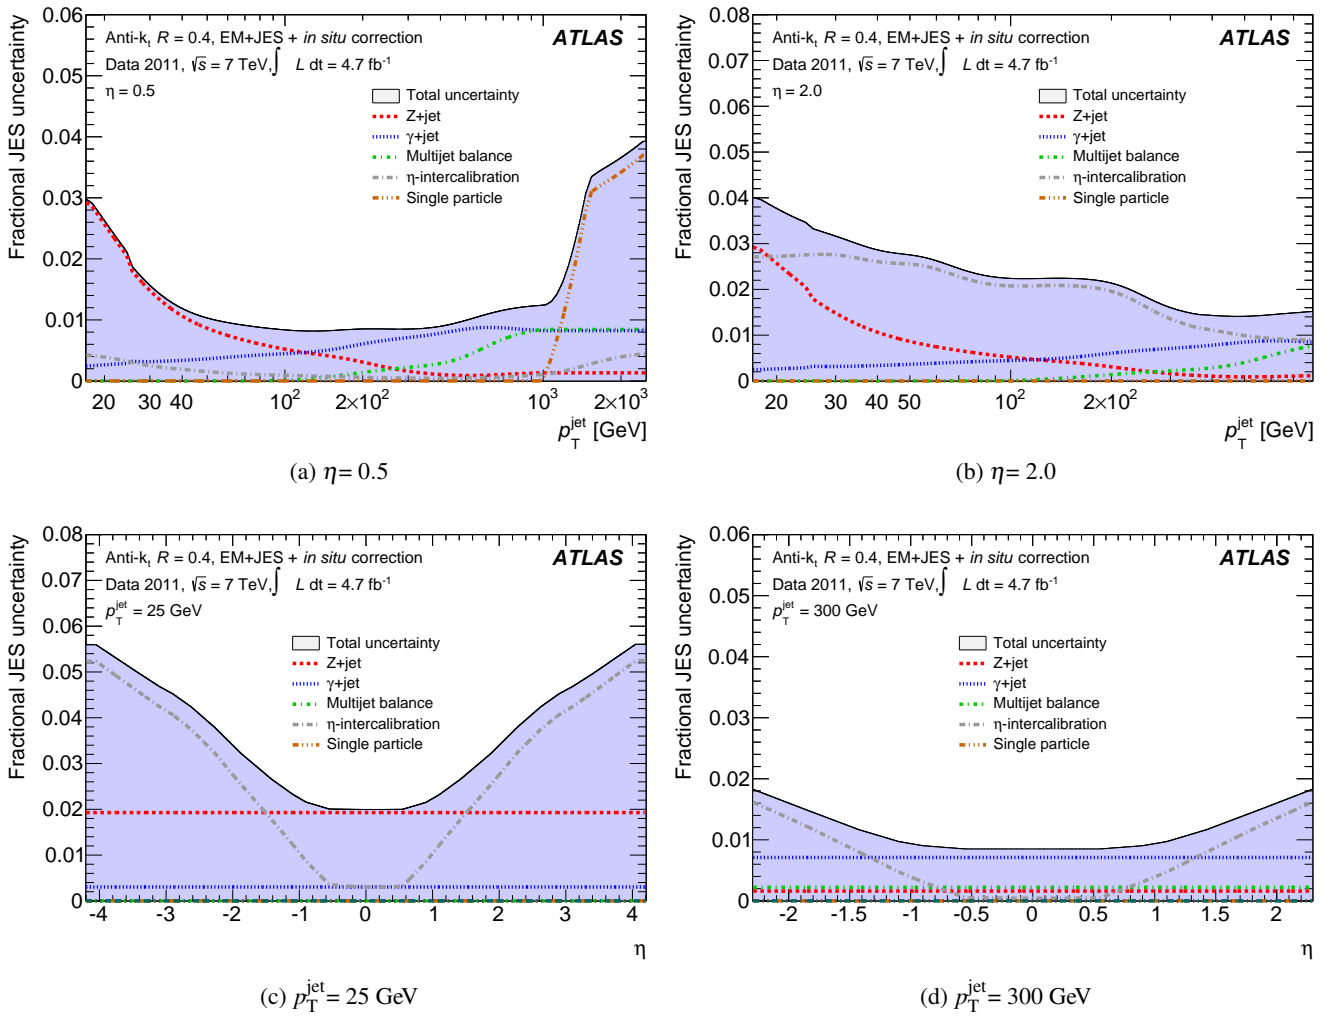 Fractional JES uncertainty
0.06
0.05
0.04
0.03
0.02
0.01
0
Anti-kₜ R = 0.4, EM+JES + in situ correction
ATLAS
Data 2011, √s = 7 TeV, ∫ L dt = 4.7 fb⁻¹
η = 0.5
Total uncertainty
Z+jet
γ+jet
Multijet balance
η-intercalibration
Single particle
20 30 40 10² 2×10² 10³ 2×10³
p_T^jet [GeV]
(a) η = 0.5
Fractional JES uncertainty
0.08
0.07
0.06
0.05
0.04
0.03
0.02
0.01
0
Anti-kₜ R = 0.4, EM+JES + in situ correction
ATLAS
Data 2011, √s = 7 TeV, ∫ L dt = 4.7 fb⁻¹
η = 2.0
Total uncertainty
Z+jet
γ+jet
Multijet balance
η-intercalibration
Single particle
20 30 40 50 10² 2×10²
p_T^jet [GeV]
(b) η = 2.0
Fractional JES uncertainty
0.08
0.07
0.06
0.05
0.04
0.03
0.02
0.01
0
Anti-kₜ R = 0.4, EM+JES + in situ correction
ATLAS
Data 2011, √s = 7 TeV, ∫ L dt = 4.7 fb⁻¹
p_T^jet = 25 GeV
Total uncertainty
Z+jet
γ+jet
Multijet balance
η-intercalibration
Single particle
-4 -3 -2 -1 0 1 2 3 4
η
(c) p_T^jet = 25 GeV
Fractional JES uncertainty
0.06
0.05
0.04
0.03
0.02
0.01
0
Anti-kₜ R = 0.4, EM+JES + in situ correction
ATLAS
Data 2011, √s = 7 TeV, ∫ L dt = 4.7 fb⁻¹
p_T^jet = 300 GeV
Total uncertainty
Z+jet
γ+jet
Multijet balance
η-intercalibration
Single particle
-2 -1.5 -1 -0.5 0 0.5 1 1.5 2
η
(d) p_T^jet = 300 GeV